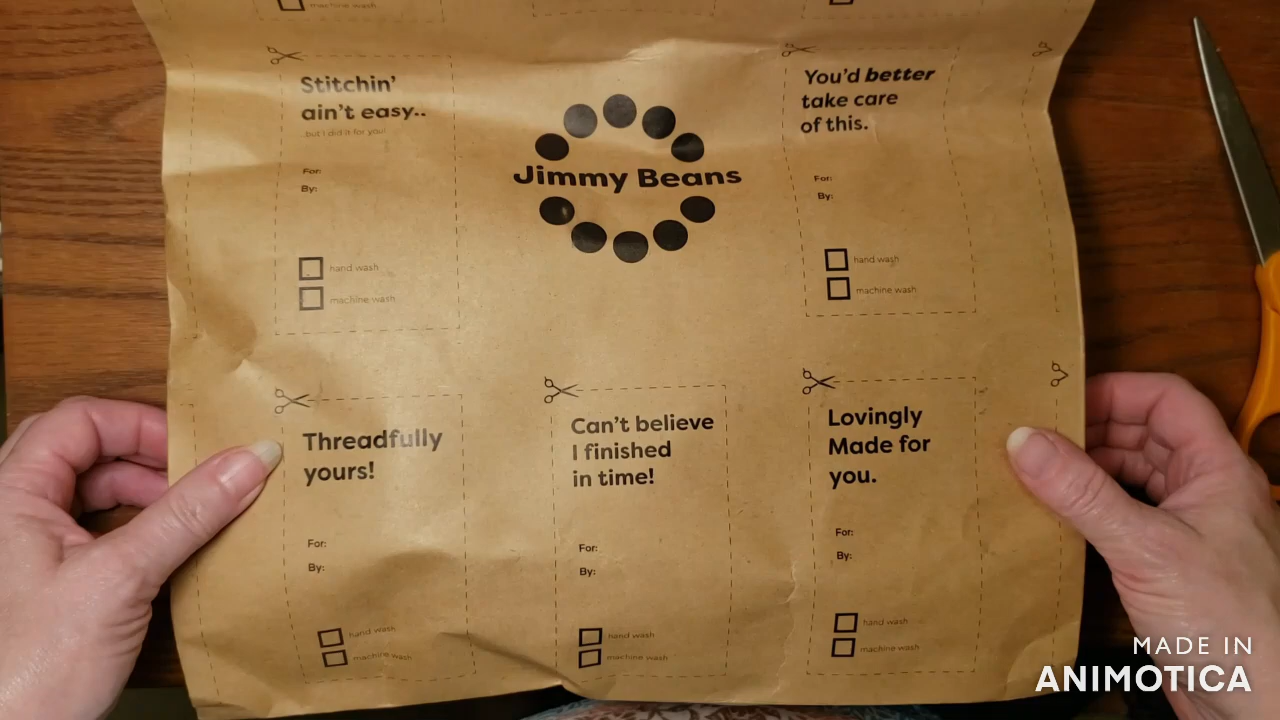 machine wash
Stitchin'
ain't easy..
..but I did it for you!
For:
By:
hand wash
machine wash
Jimmy Beans
You'd better
take care
of this.
For:
By:
hand wash
machine wash
Threadfully
yours!
For:
By:
hand wash
machine wash
Can't believe
I finished
in time!
For:
By:
hand wash
machine wash
Lovingly
Made for
you.
For:
By:
hand wash
machine wash
MADE IN
ANIMOTICA